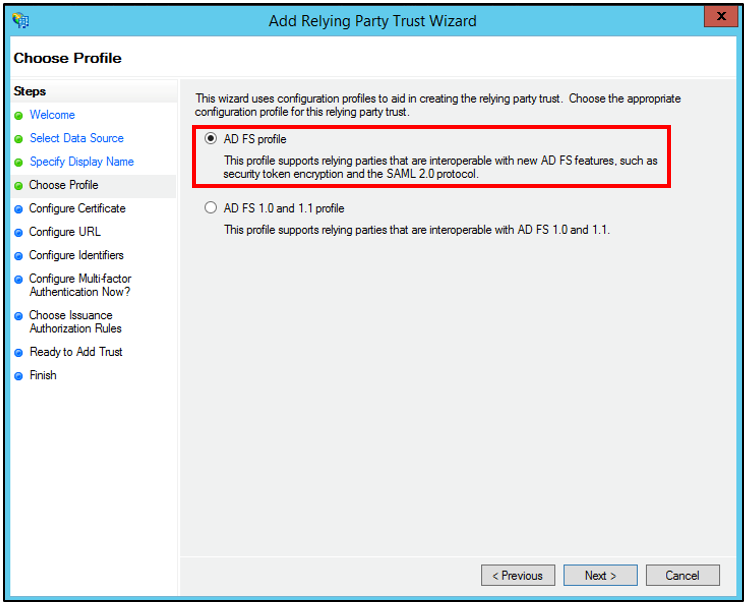 Add Relying Party Trust Wizard
x
Choose Profile
Steps
Welcome
Select Data Source
Specify Display Name
Choose Profile
Configure Certificate
Configure URL
Configure Identifiers
Configure Multi-factor
Authentication Now?
Choose Issuance
Authorization Rules
Ready to Add Trust
Finish
This wizard uses configuration profiles to aid in creating the relying party trust. Choose the appropriate
configuration profile for this relying party trust.
AD FS profile
This profile supports relying parties that are interoperable with new AD FS features, such as
security token encryption and the SAML 2.0 protocol.
AD FS 1.0 and 1.1 profile
This profile supports relying parties that are interoperable with AD FS 1.0 and 1.1.
< Previous
Next >
Cancel